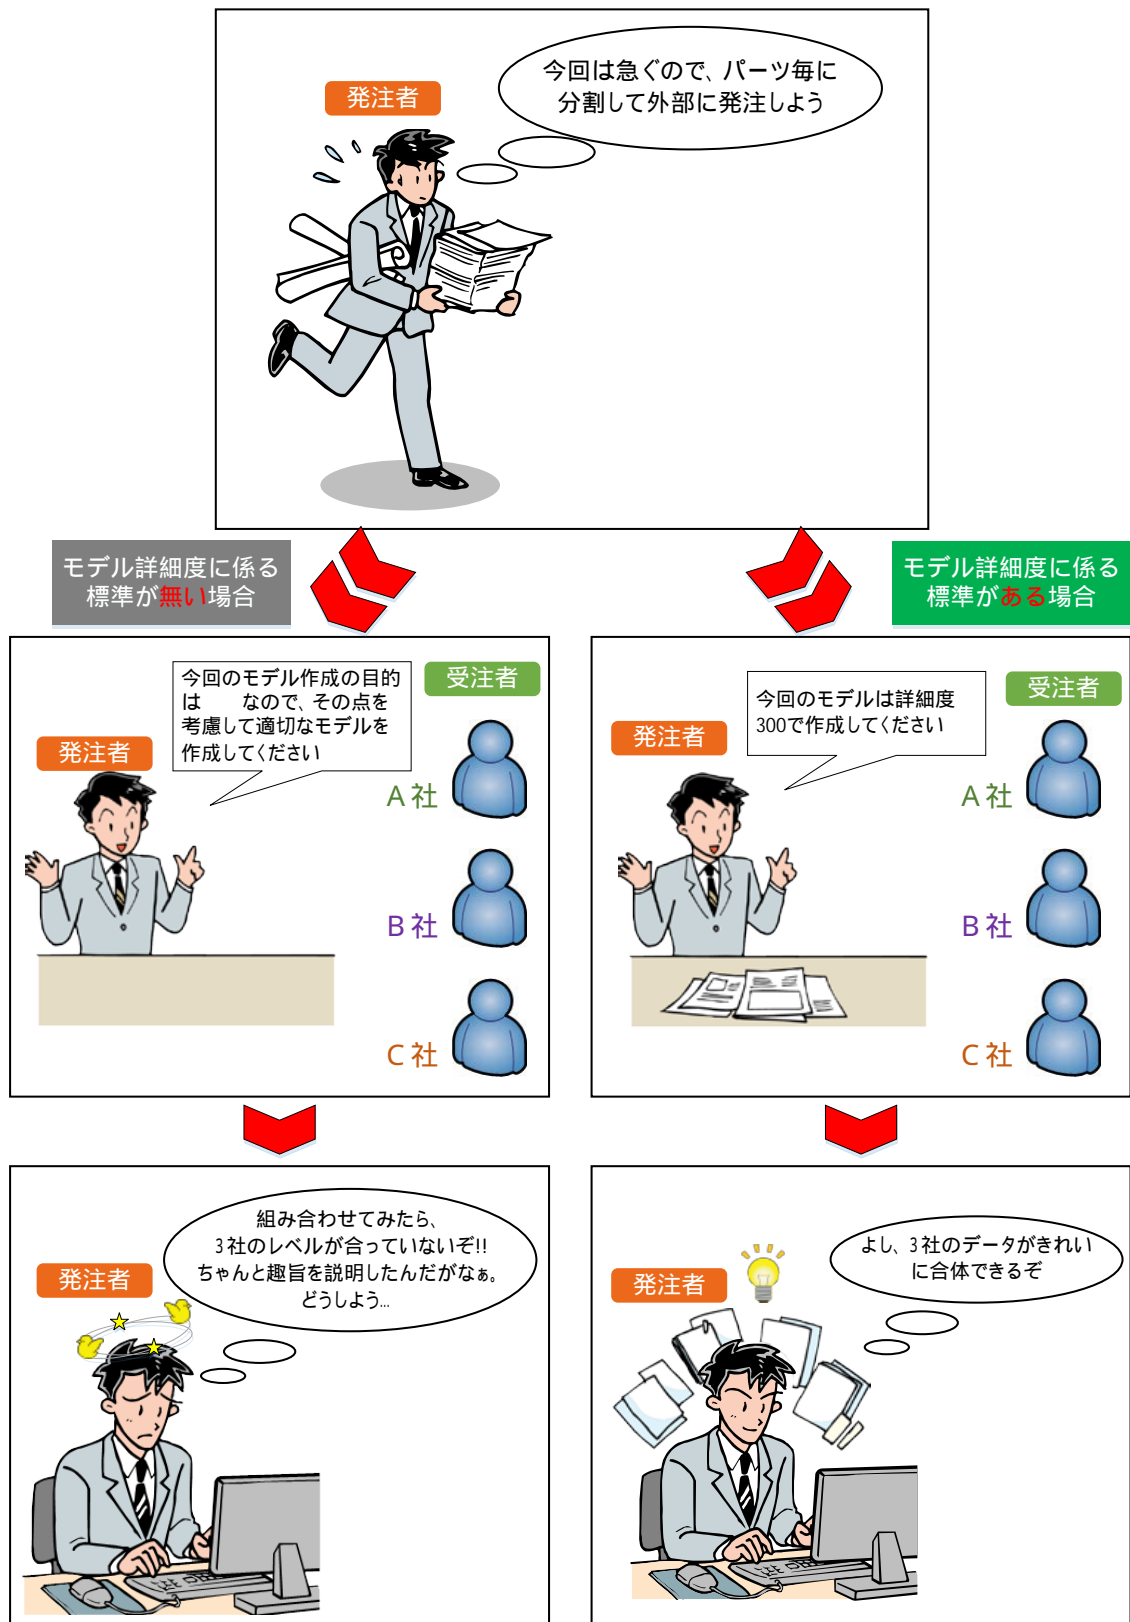 今回は急ぐので、パーツ毎に
分割して外部に発注しよう
発注者
モデル詳細度に係る
標準が無い場合
モデル詳細度に係る
標準がある場合
今回のモデル作成の目的
は　　なので、その点を
考慮して適切なモデルを
作成してください
受注者
発注者
A社
B社
C社
今回のモデルは詳細度
300で作成してください
受注者
発注者
A社
B社
C社
組み合わせてみたら、
3社のレベルが合っていないぞ!!
ちゃんと趣旨を説明したんだがなぁ。
どうしよう...
発注者
よし、3社のデータがきれい
に合体できるぞ
発注者